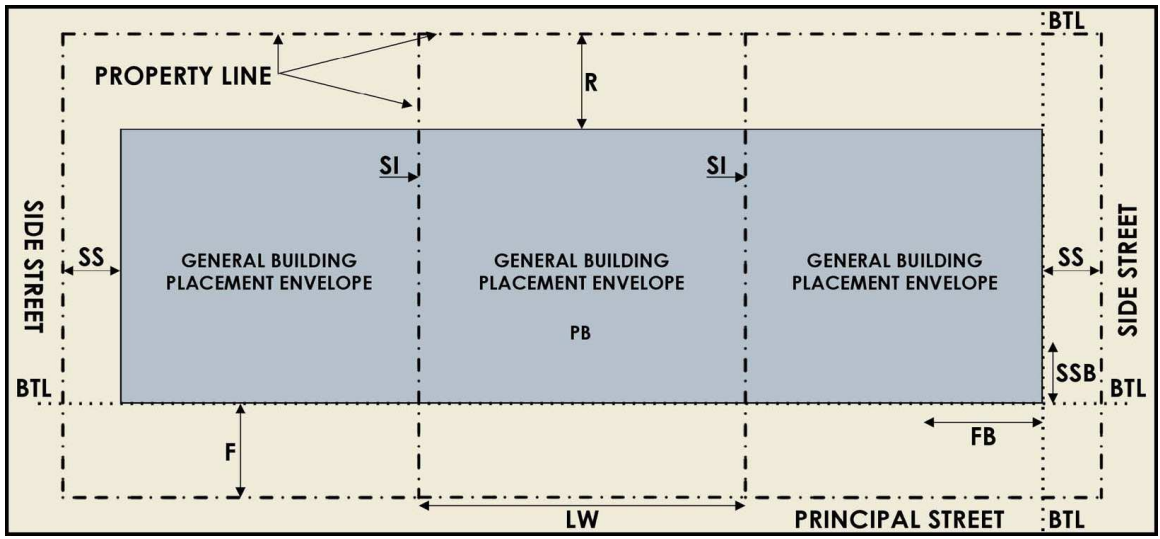 BTL
PROPERTY LINE
R
SI
SI
SIDE STREET
SS
GENERAL BUILDING
PLACEMENT ENVELOPE
GENERAL BUILDING
PLACEMENT ENVELOPE
PB
GENERAL BUILDING
PLACEMENT ENVELOPE
SS
SIDE STREET
SSB
BTL
BTL
F
FB
LW
PRINCIPAL STREET
BTL